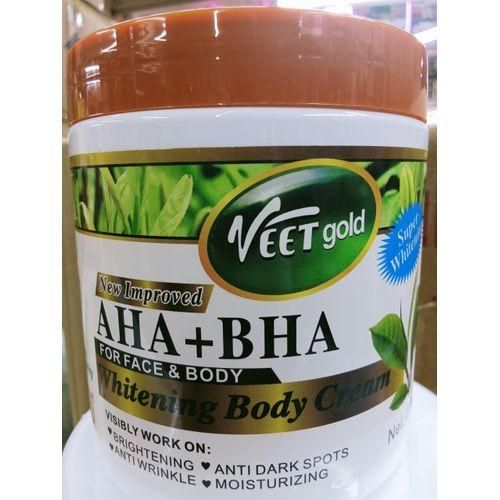 VEET gold
Super
New Improved
AHA+BHA
FOR FACE & BODY
Whitening Body Cream
VISIBLY WORK ON:
♥ BRIGHTENING ♥ ANTI DARK SPOTS
♥ ANTI WRINKLE ♥ MOISTURIZING